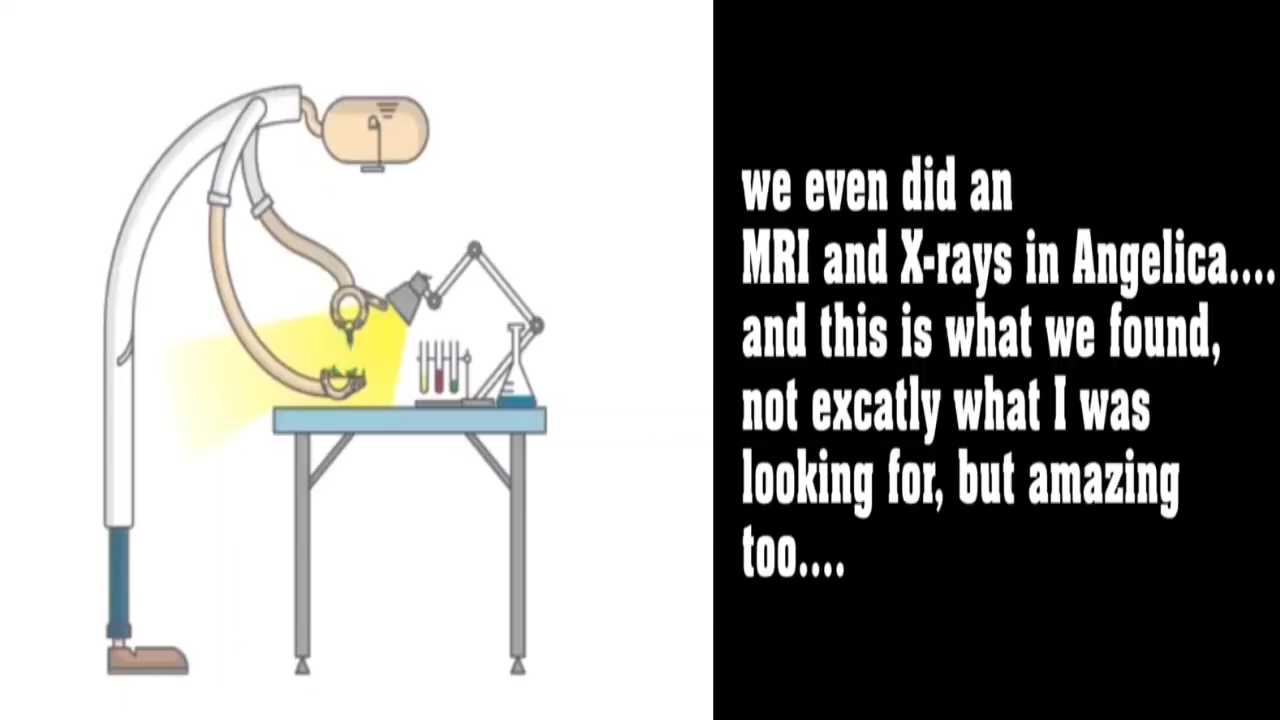 we even did an
MRI and X-rays in Angelica....
and this is what we found,
not excatly what I was
looking for, but amazing
too....